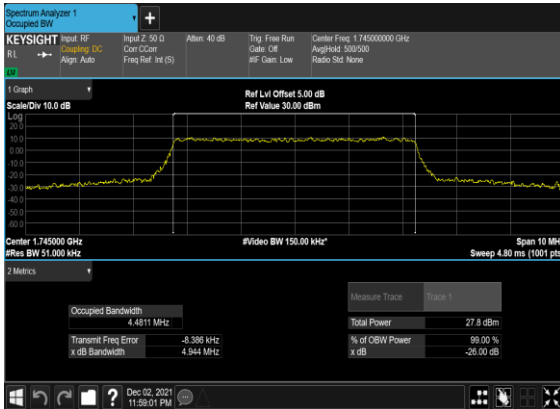 Spectrum Analyzer 1
Occupied BW
KEYSIGHT
RL
Input: RF
Coupling: DC
Align: Auto
Input Z: 50 Ω
Corr CCorr
Freq Ref: Int (S)
Atten: 40 dB
Trig: Free Run
Gate: Off
#IF Gain: Low
Center Freq: 1.745000000 GHz
Avg|Hold: 500/500
Radio Std: None
1 Graph
Scale/Div 10.0 dB
Ref Lvl Offset 5.00 dB
Ref Value 30.00 dBm
Log
20.0
10.0
0.00
-10.0
-20.0
-30.0
-40.0
-50.0
-60.0
Center 1.745000 GHz
#Res BW 51.000 kHz
#Video BW 150.00 kHz*
Span 10 MH
Sweep 4.80 ms (1001 pts
2 Metrics
Measure Trace
Trace 1
Occupied Bandwidth
4.4811 MHz
Total Power
27.8 dBm
Transmit Freq Error
-8.386 kHz
% of OBW Power
99.00 %
x dB Bandwidth
4.944 MHz
x dB
-26.00 dB
?
Dec 02, 2021
11:59:01 PM